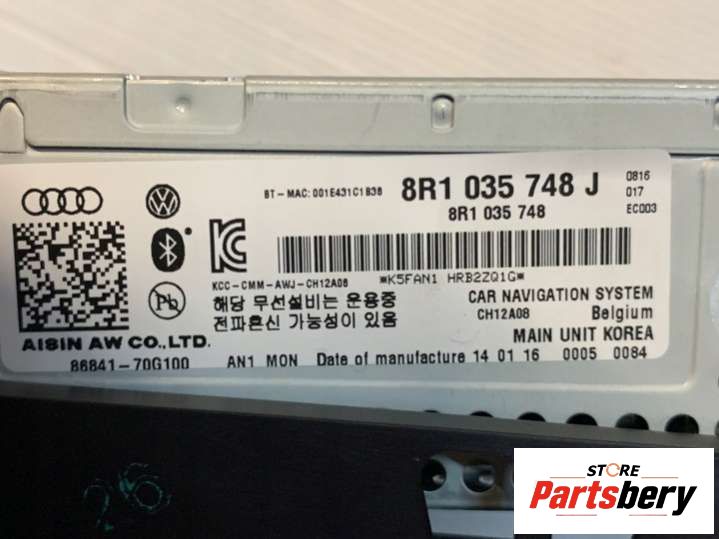 BT-MAC:001E431C1B38
8R1 035 748 J
8R1 035 748
0816
017
EC003
KCC-CMM-AWJ-CH12A08
*K5FAN1 HRB2ZQ1G*
Pb
해당 무선설비는 운용중
전파혼신 가능성이 있음
CAR NAVIGATION SYSTEM
CH12A08 Belgium
MAIN UNIT KOREA
AISIN AW CO.,LTD.
86841-70G100 AN1 MON Date of manufacture 14 01 16 0005 0084
26
STORE
Partsbery